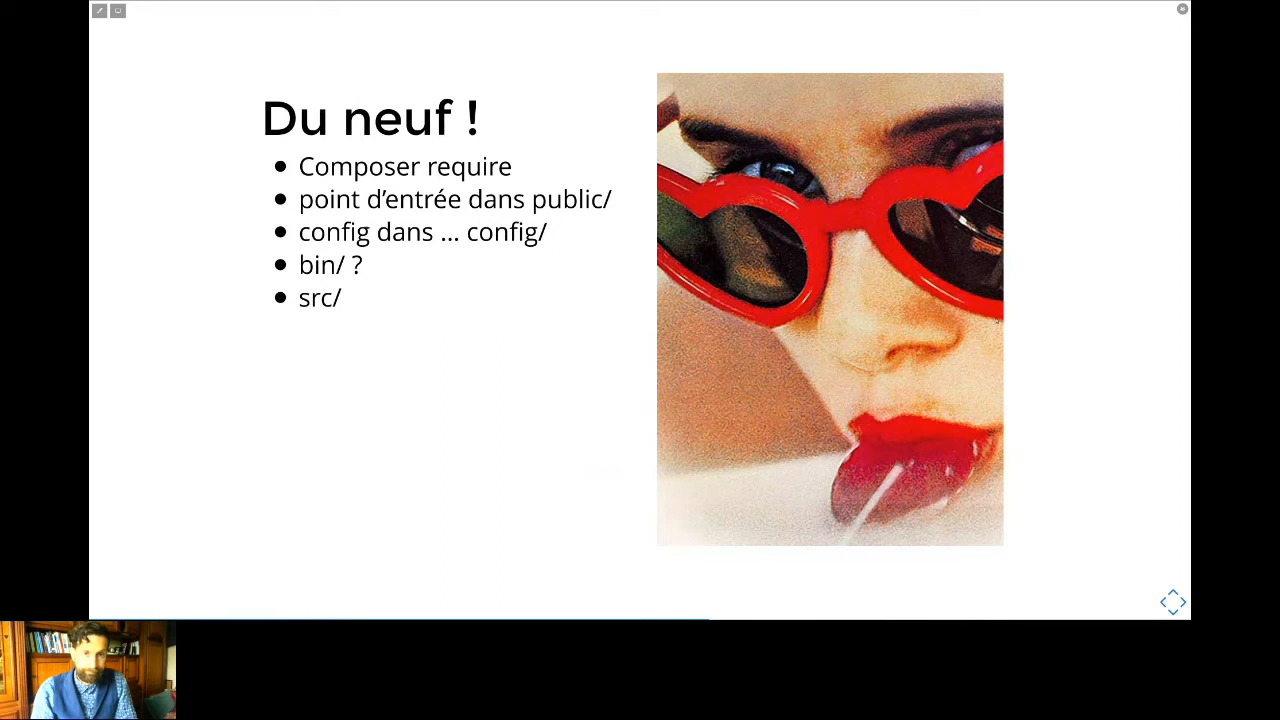 Du neuf !
Composer require
point d’entrée dans public/
config dans ... config/
bin/ ?
src/